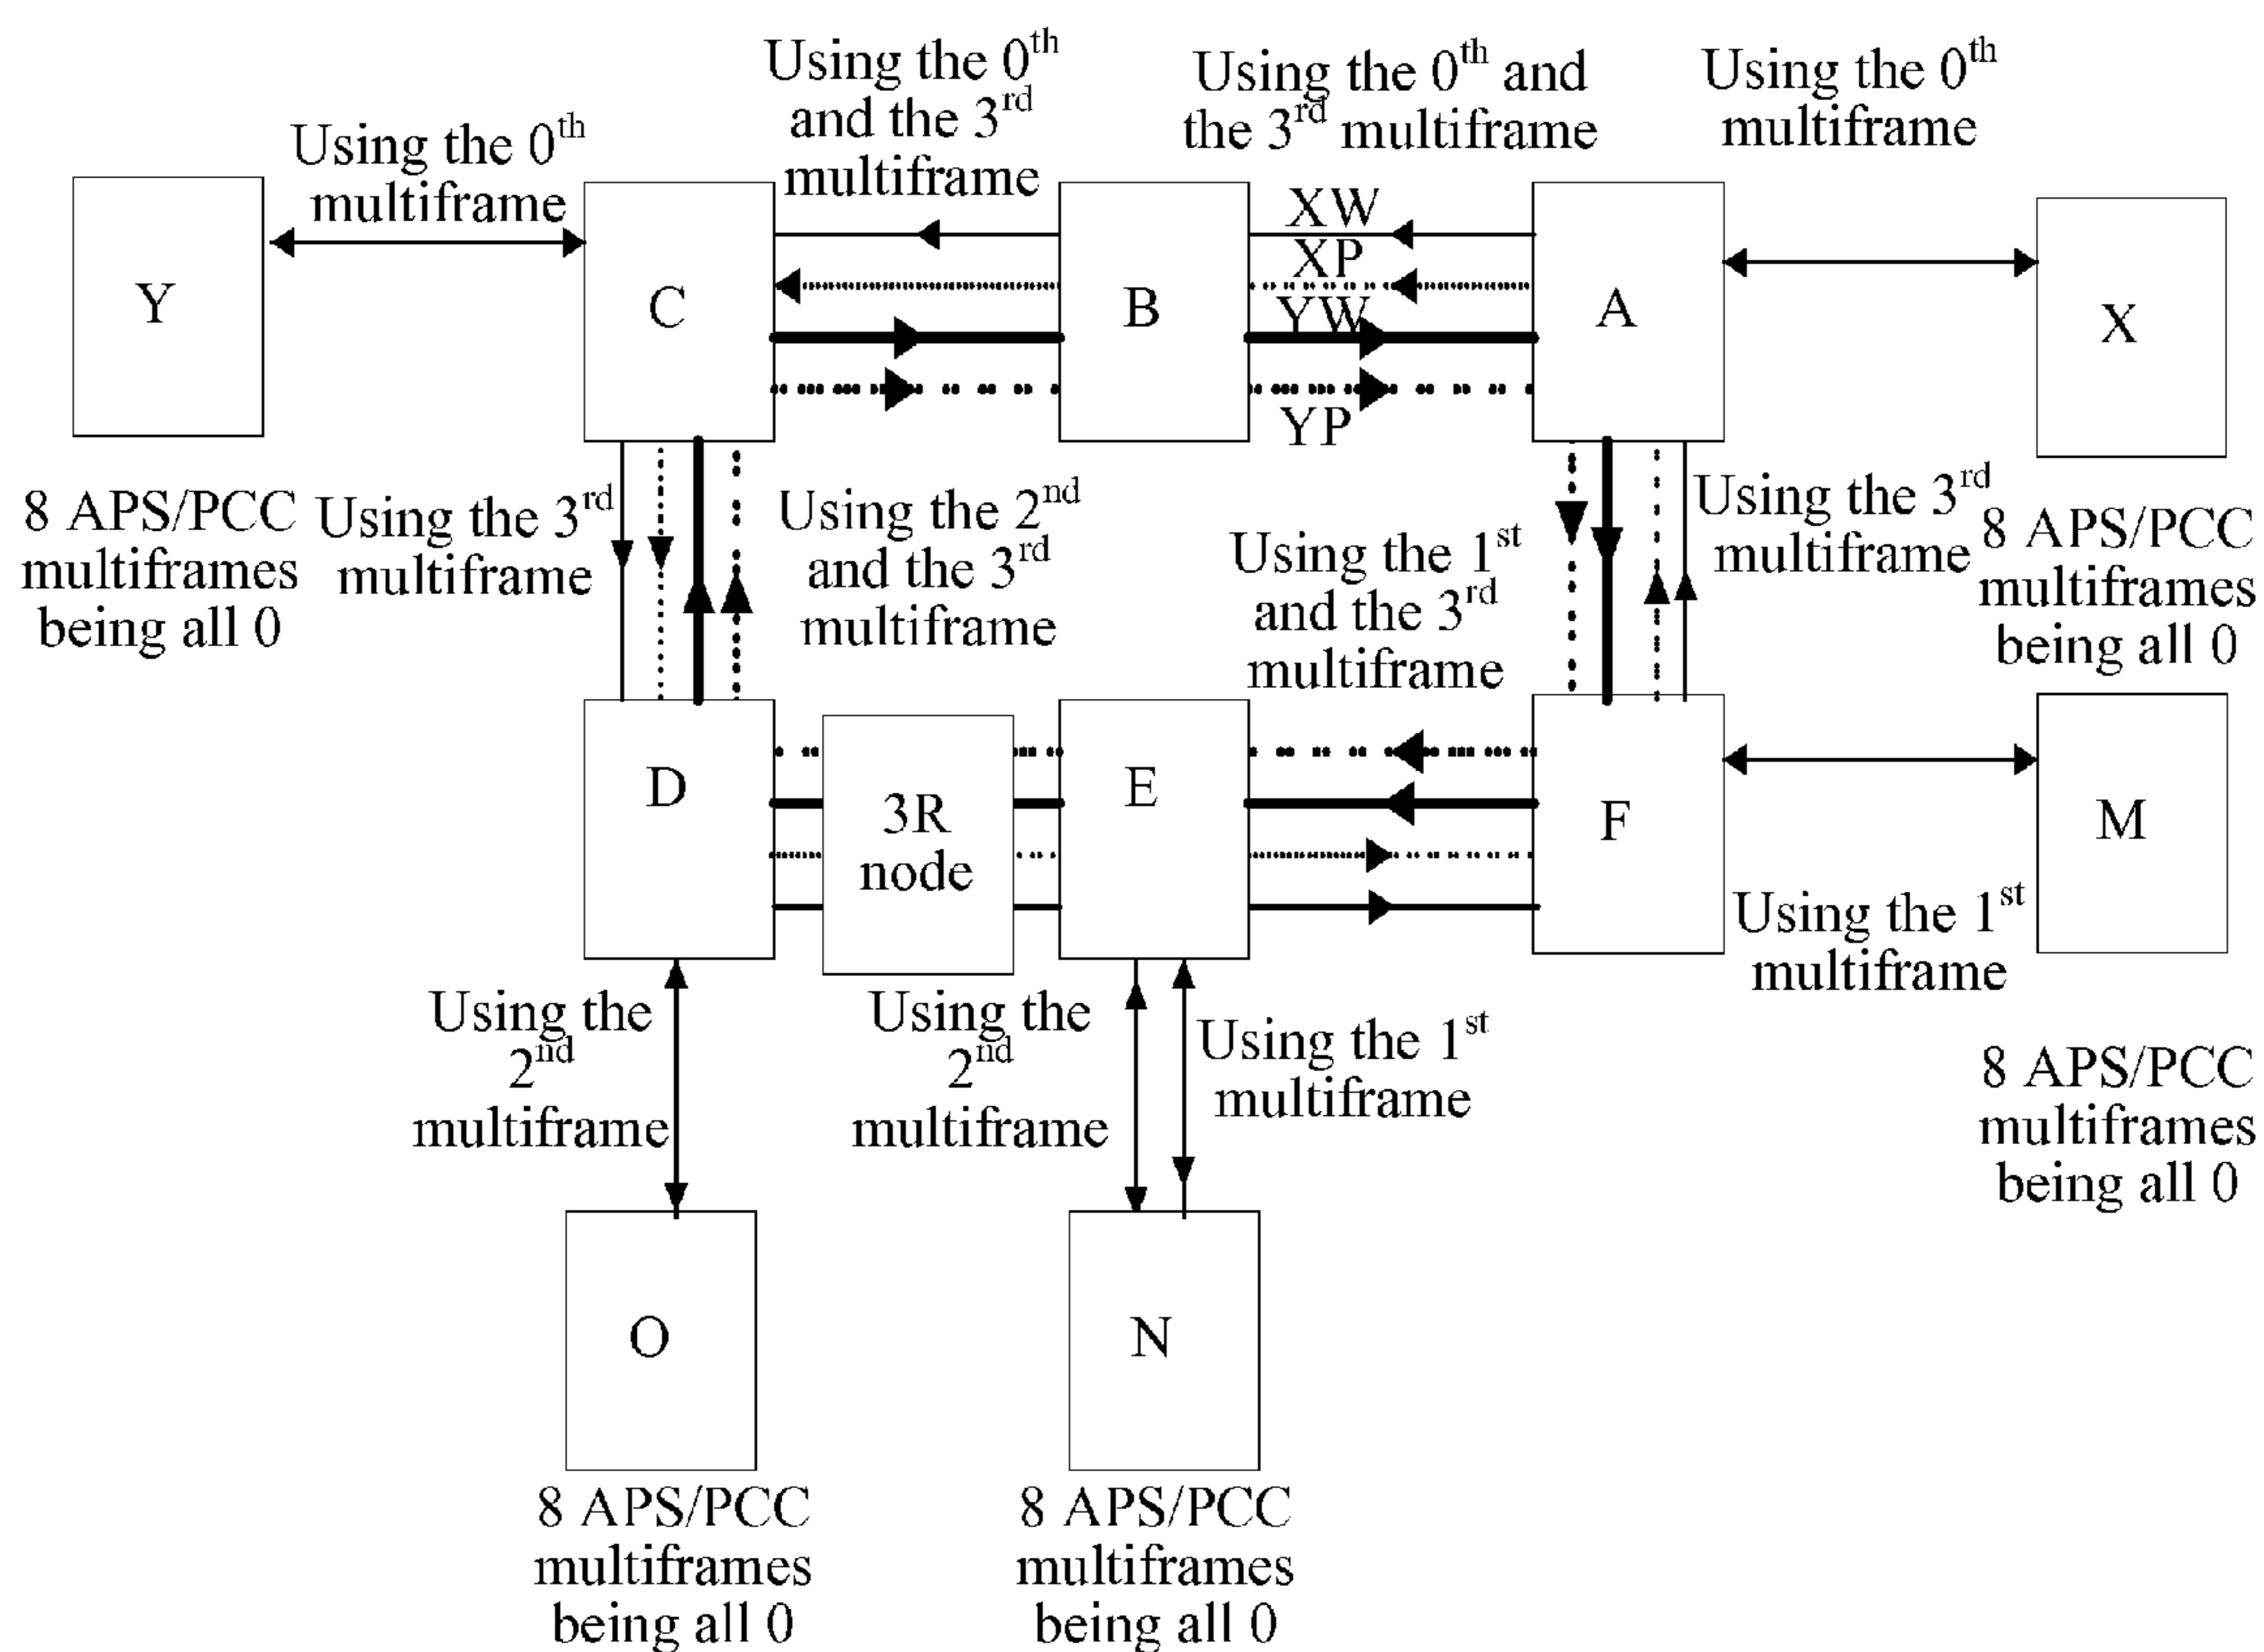 Using the 0th
and the 3rd
multiframe
Using the 0th and
the 3rd multiframe
Using the 0th
multiframe
Using the 0th
multiframe
Y
C
B
A
X
XW
XP
YW
YP
8 APS/PCC
multiframes
being all 0
Using the 3rd
multiframe
Using the 2nd
and the 3rd
multiframe
Using the 1st
and the 3rd
multiframe
Using the 3rd
multiframe
8 APS/PCC
multiframes
being all 0
D
3R
node
E
F
M
Using the 1st
multiframe
Using the
2nd
multiframe
Using the
2nd
multiframe
Using the 1st
multiframe
8 APS/PCC
multiframes
being all 0
O
N
8 APS/PCC
multiframes
being all 0
8 APS/PCC
multiframes
being all 0